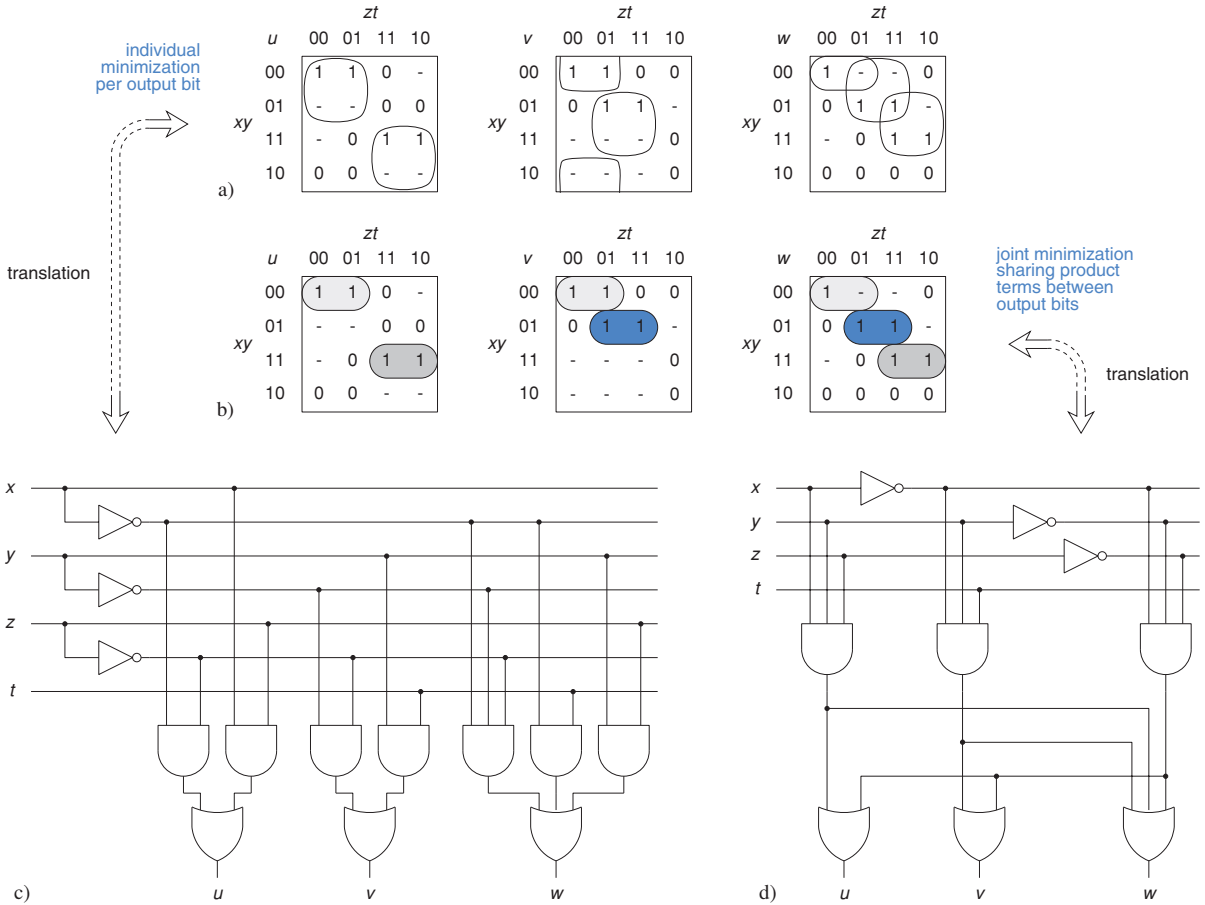 zt zt zt
individual
minimization
per output bit
u 00 01 11 10 v 00 01 11 10 w 00 01 11 10
00 1 1 0 - 00 1 1 0 0 00 1 - - 0
01 - - 0 0 01 0 1 1 - 01 0 1 1 -
xy xy xy
11 - 0 1 1 11 - - - 0 11 - 0 1 1
10 0 0 - - 10 - - - 0 10 0 0 0 0
a)
zt zt zt
u 00 01 11 10 v 00 01 11 10 w 00 01 11 10
joint minimization
sharing product
terms between
output bits
translation
00 1 1 0 - 00 1 1 0 0 00 1 - - 0
01 - - 0 0 01 0 1 1 - 01 0 1 1 -
xy xy xy
11 - 0 1 1 11 - - - 0 11 - 0 1 1
translation
10 0 0 - - 10 - - - 0 10 0 0 0 0
b)
x
y
z
t
x
y
z
t
c) u v w
d) u v w